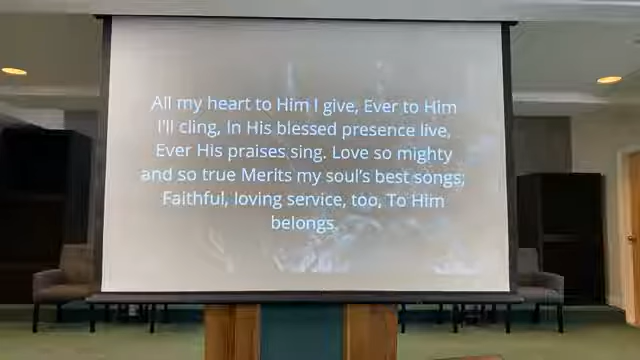 All my heart to Him I give, Ever to Him
I'll cling, In His blessed presence live,
Ever His praises sing. Love so mighty
and so true Merits my soul's best songs;
Faithful, loving service, too, To Him
belongs.